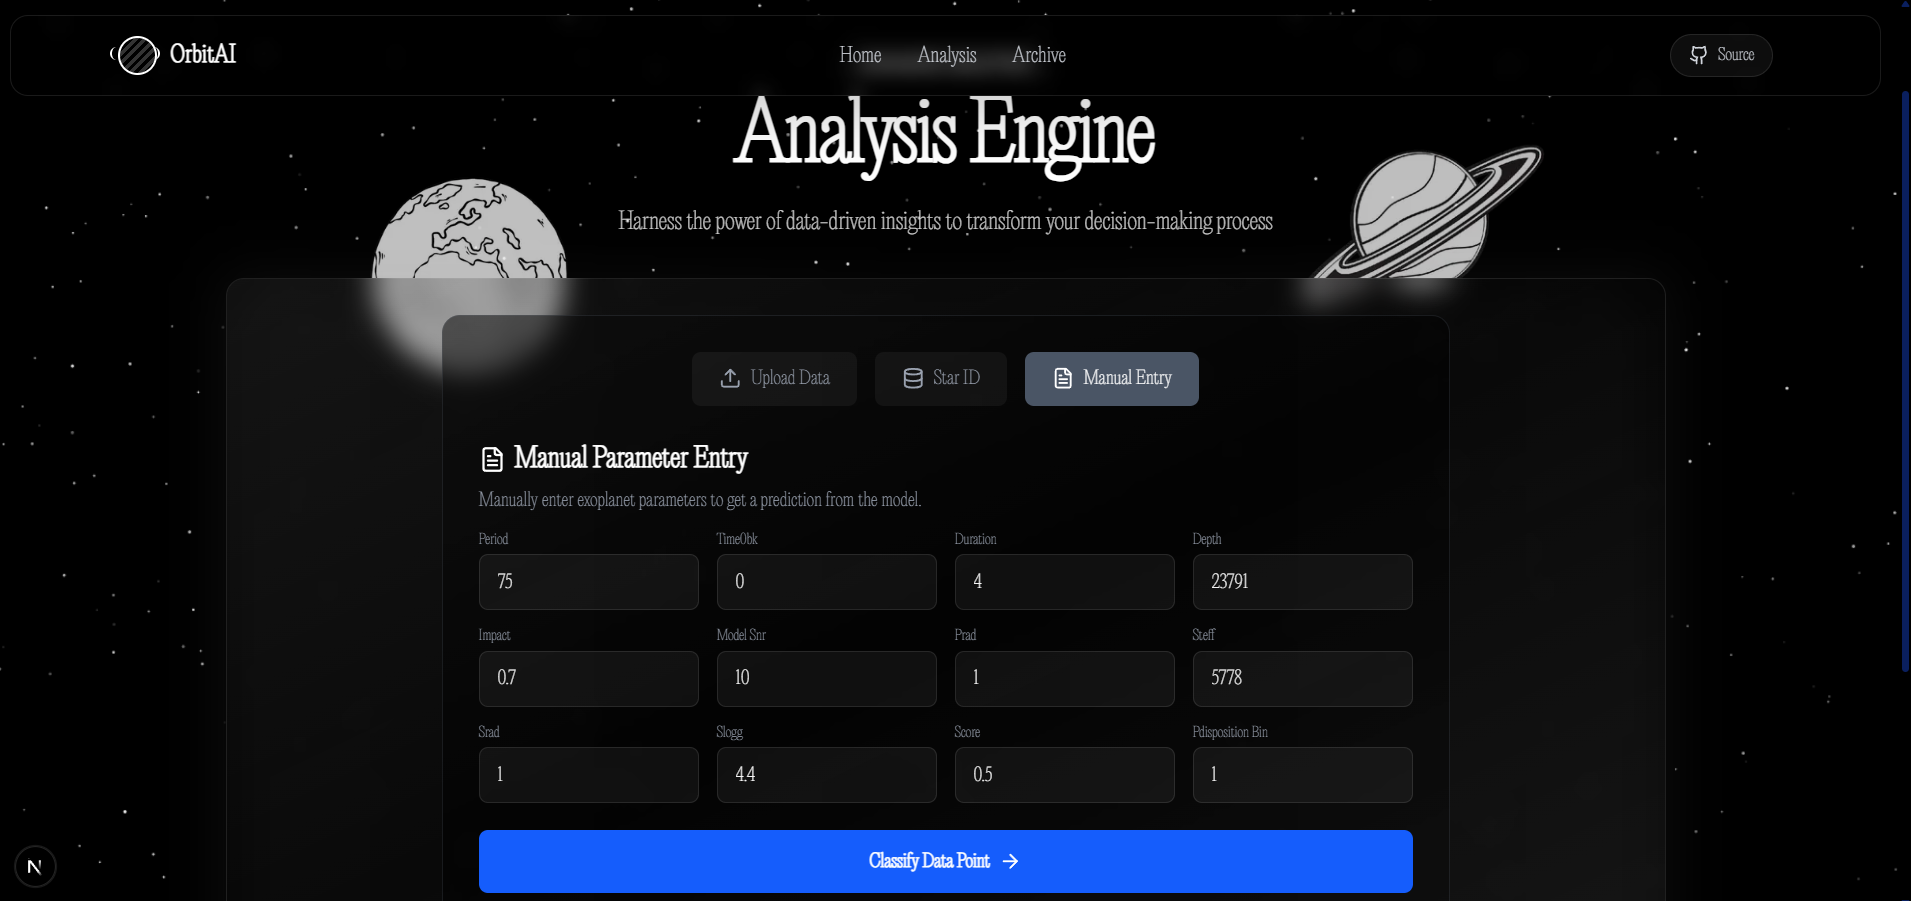 OrbitAI
Home Analysis Archive
Source
Analysis Engine
Harness the power of data-driven insights to transform your decision-making process
Upload Data
Star ID
Manual Entry
Manual Parameter Entry
Manually enter exoplanet parameters to get a prediction from the model.
Period Time0bk Duration Depth
75 0 4 23791
Impact Model Snr Prad Steff
0.7 10 1 5778
Srad Slogg Score Pdisposition Bin
1 4.4 0.5 1
Classify Data Point
N